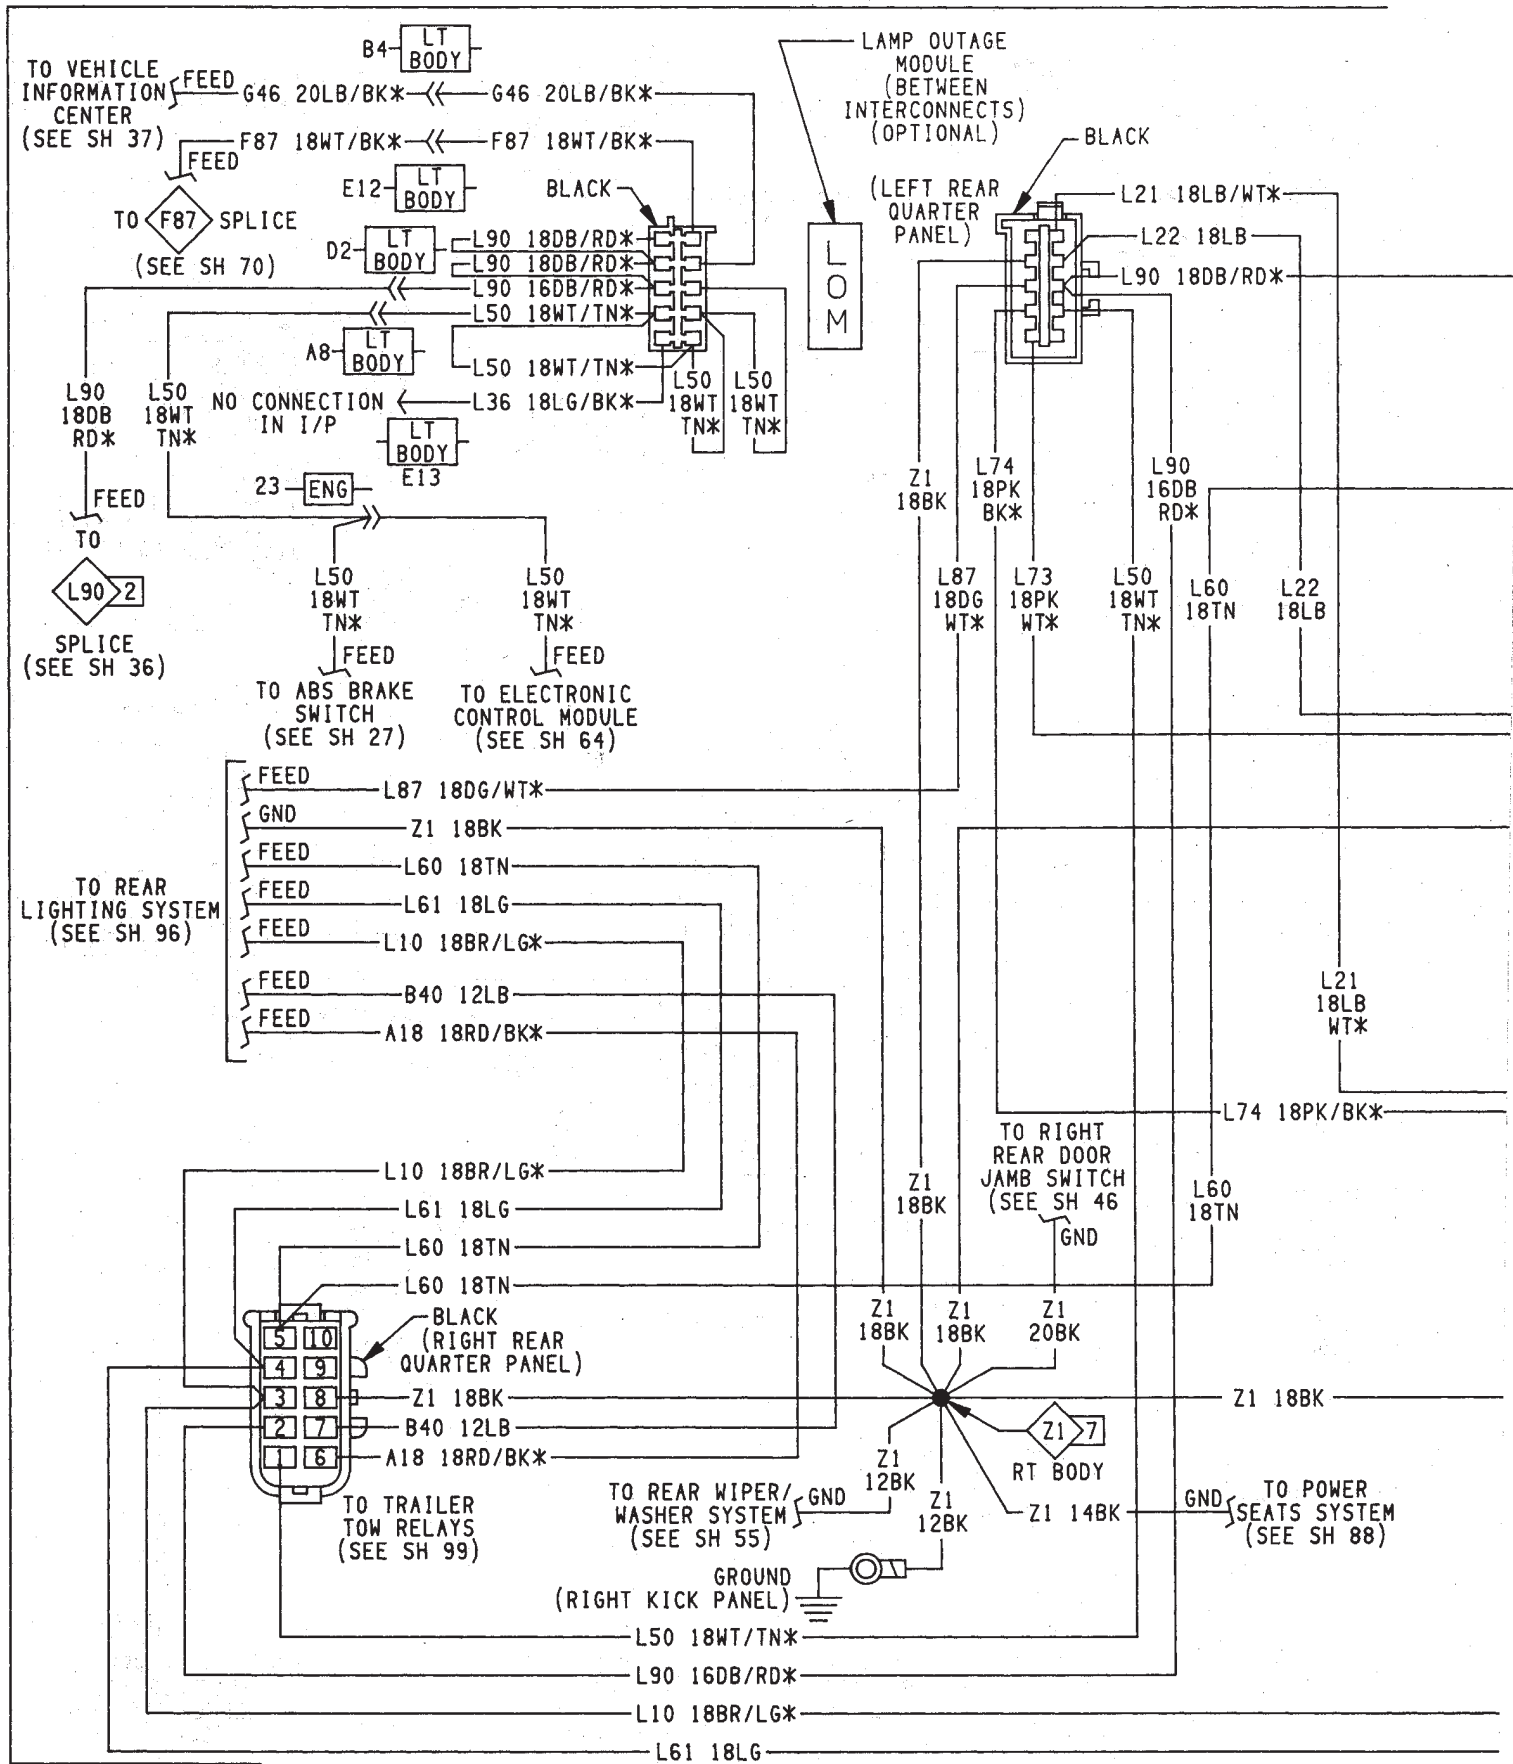 B4
LT
BODY
TO VEHICLE
INFORMATION
CENTER
(SEE SH 37)
FEED
G46 20LB/BK*
G46 20LB/BK*
F87 18WT/BK*
F87 18WT/BK*
FEED
TO
F87
SPLICE
(SEE SH 70)
E12
LT
BODY
BLACK
D2
LT
BODY
L90 18DB/RD*
L90 18DB/RD*
L90 16DB/RD*
L50 18WT/TN*
A8
LT
BODY
L50 18WT/TN*
NO CONNECTION
IN I/P
L36 18LG/BK*
LT
BODY
E13
L50
18WT
TN*
L50
18WT
TN*
L90
18DB
RD*
L50
18WT
TN*
23
ENG
FEED
TO
L90
2
SPLICE
(SEE SH 36)
L50
18WT
TN*
FEED
TO ABS BRAKE
SWITCH
(SEE SH 27)
L50
18WT
TN*
FEED
TO ELECTRONIC
CONTROL MODULE
(SEE SH 64)
LAMP OUTAGE
MODULE
(BETWEEN
INTERCONNECTS)
(OPTIONAL)
BLACK
(LEFT REAR
QUARTER
PANEL)
L
O
M
L21 18LB/WT*
L22 18LB
L90 18DB/RD*
Z1
18BK
L74
18PK
BK*
L90
16DB
RD*
L87
18DG
WT*
L73
18PK
WT*
L50
18WT
TN*
L60
18TN
L22
18LB
TO REAR
LIGHTING SYSTEM
(SEE SH 96)
FEED
L87 18DG/WT*
GND
Z1 18BK
FEED
L60 18TN
FEED
L61 18LG
FEED
L10 18BR/LG*
FEED
B40 12LB
FEED
A18 18RD/BK*
L21
18LB
WT*
L74 18PK/BK*
TO RIGHT
REAR DOOR
JAMB SWITCH
(SEE SH 46
GND
L10 18BR/LG*
L61 18LG
L60 18TN
L60 18TN
Z1
18BK
L60
18TN
Z1
18BK
Z1
18BK
Z1
20BK
BLACK
(RIGHT REAR
QUARTER PANEL)
5 10
4 9
3 8
2 7
1 6
Z1 18BK
B40 12LB
A18 18RD/BK*
Z1 18BK
Z1
7
RT BODY
TO TRAILER
TOW RELAYS
(SEE SH 99)
TO REAR WIPER/
WASHER SYSTEM
(SEE SH 55)
GND
Z1
12BK
Z1
12BK
Z1 14BK
GND
TO POWER
SEATS SYSTEM
(SEE SH 88)
GROUND
(RIGHT KICK PANEL)
L50 18WT/TN*
L90 16DB/RD*
L10 18BR/LG*
L61 18LG